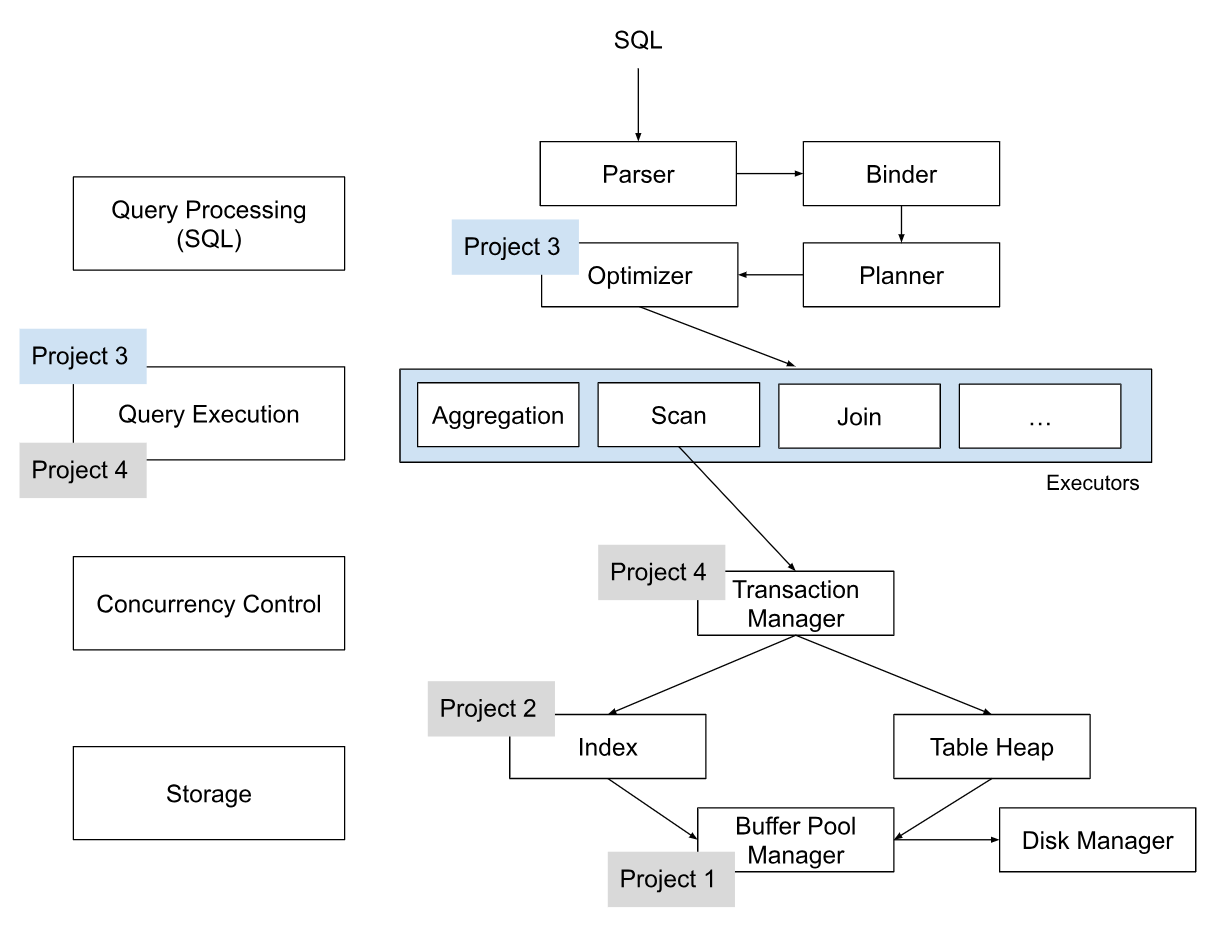 SQL
Parser
Binder
Query Processing
(SQL)
Project 3
Optimizer
Planner
Project 3
Query Execution
Project 4
Aggregation
Scan
Join
...
Executors
Concurrency Control
Project 4
Transaction
Manager
Project 2
Index
Table Heap
Storage
Buffer Pool
Manager
Disk Manager
Project 1